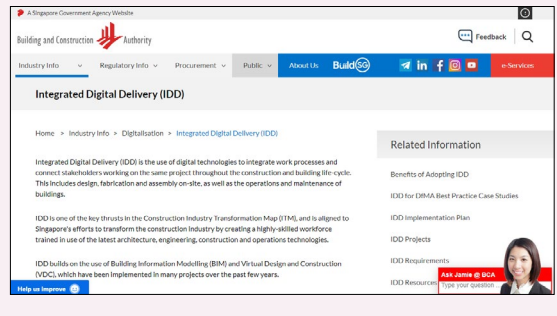 A Singapore Government Agency Website
Building and Construction Authority
Feedback
Industry Info Regulatory Info Procurement Public About Us BuildSG e-Services
Integrated Digital Delivery (IDD)
Home > Industry Info > Digitalisation > Integrated Digital Delivery (IDD)
Integrated Digital Delivery (IDD) is the use of digital technologies to integrate work processes and
connect stakeholders working on the same project throughout the construction and building life-cycle.
This includes design, fabrication and assembly on-site, as well as the operations and maintenance of
buildings.
IDD is one of the key thrusts in the Construction Industry Transformation Map (ITM), and is aligned to
Singapore's efforts to transform the construction industry by creating a highly-skilled workforce
trained in use of the latest architecture, engineering, construction and operations technologies.
IDD builds on the use of Building Information Modelling (BIM) and Virtual Design and Construction
(VDC), which have been implemented in many projects over the past few years.
Help us improve
Related Information
Benefits of Adopting IDD
IDD for DfMA Best Practice Case Studies
IDD Implementation Plan
IDD Projects
IDD Requirements
IDD Resources
Ask Jamie @ BCA
Type your question ...